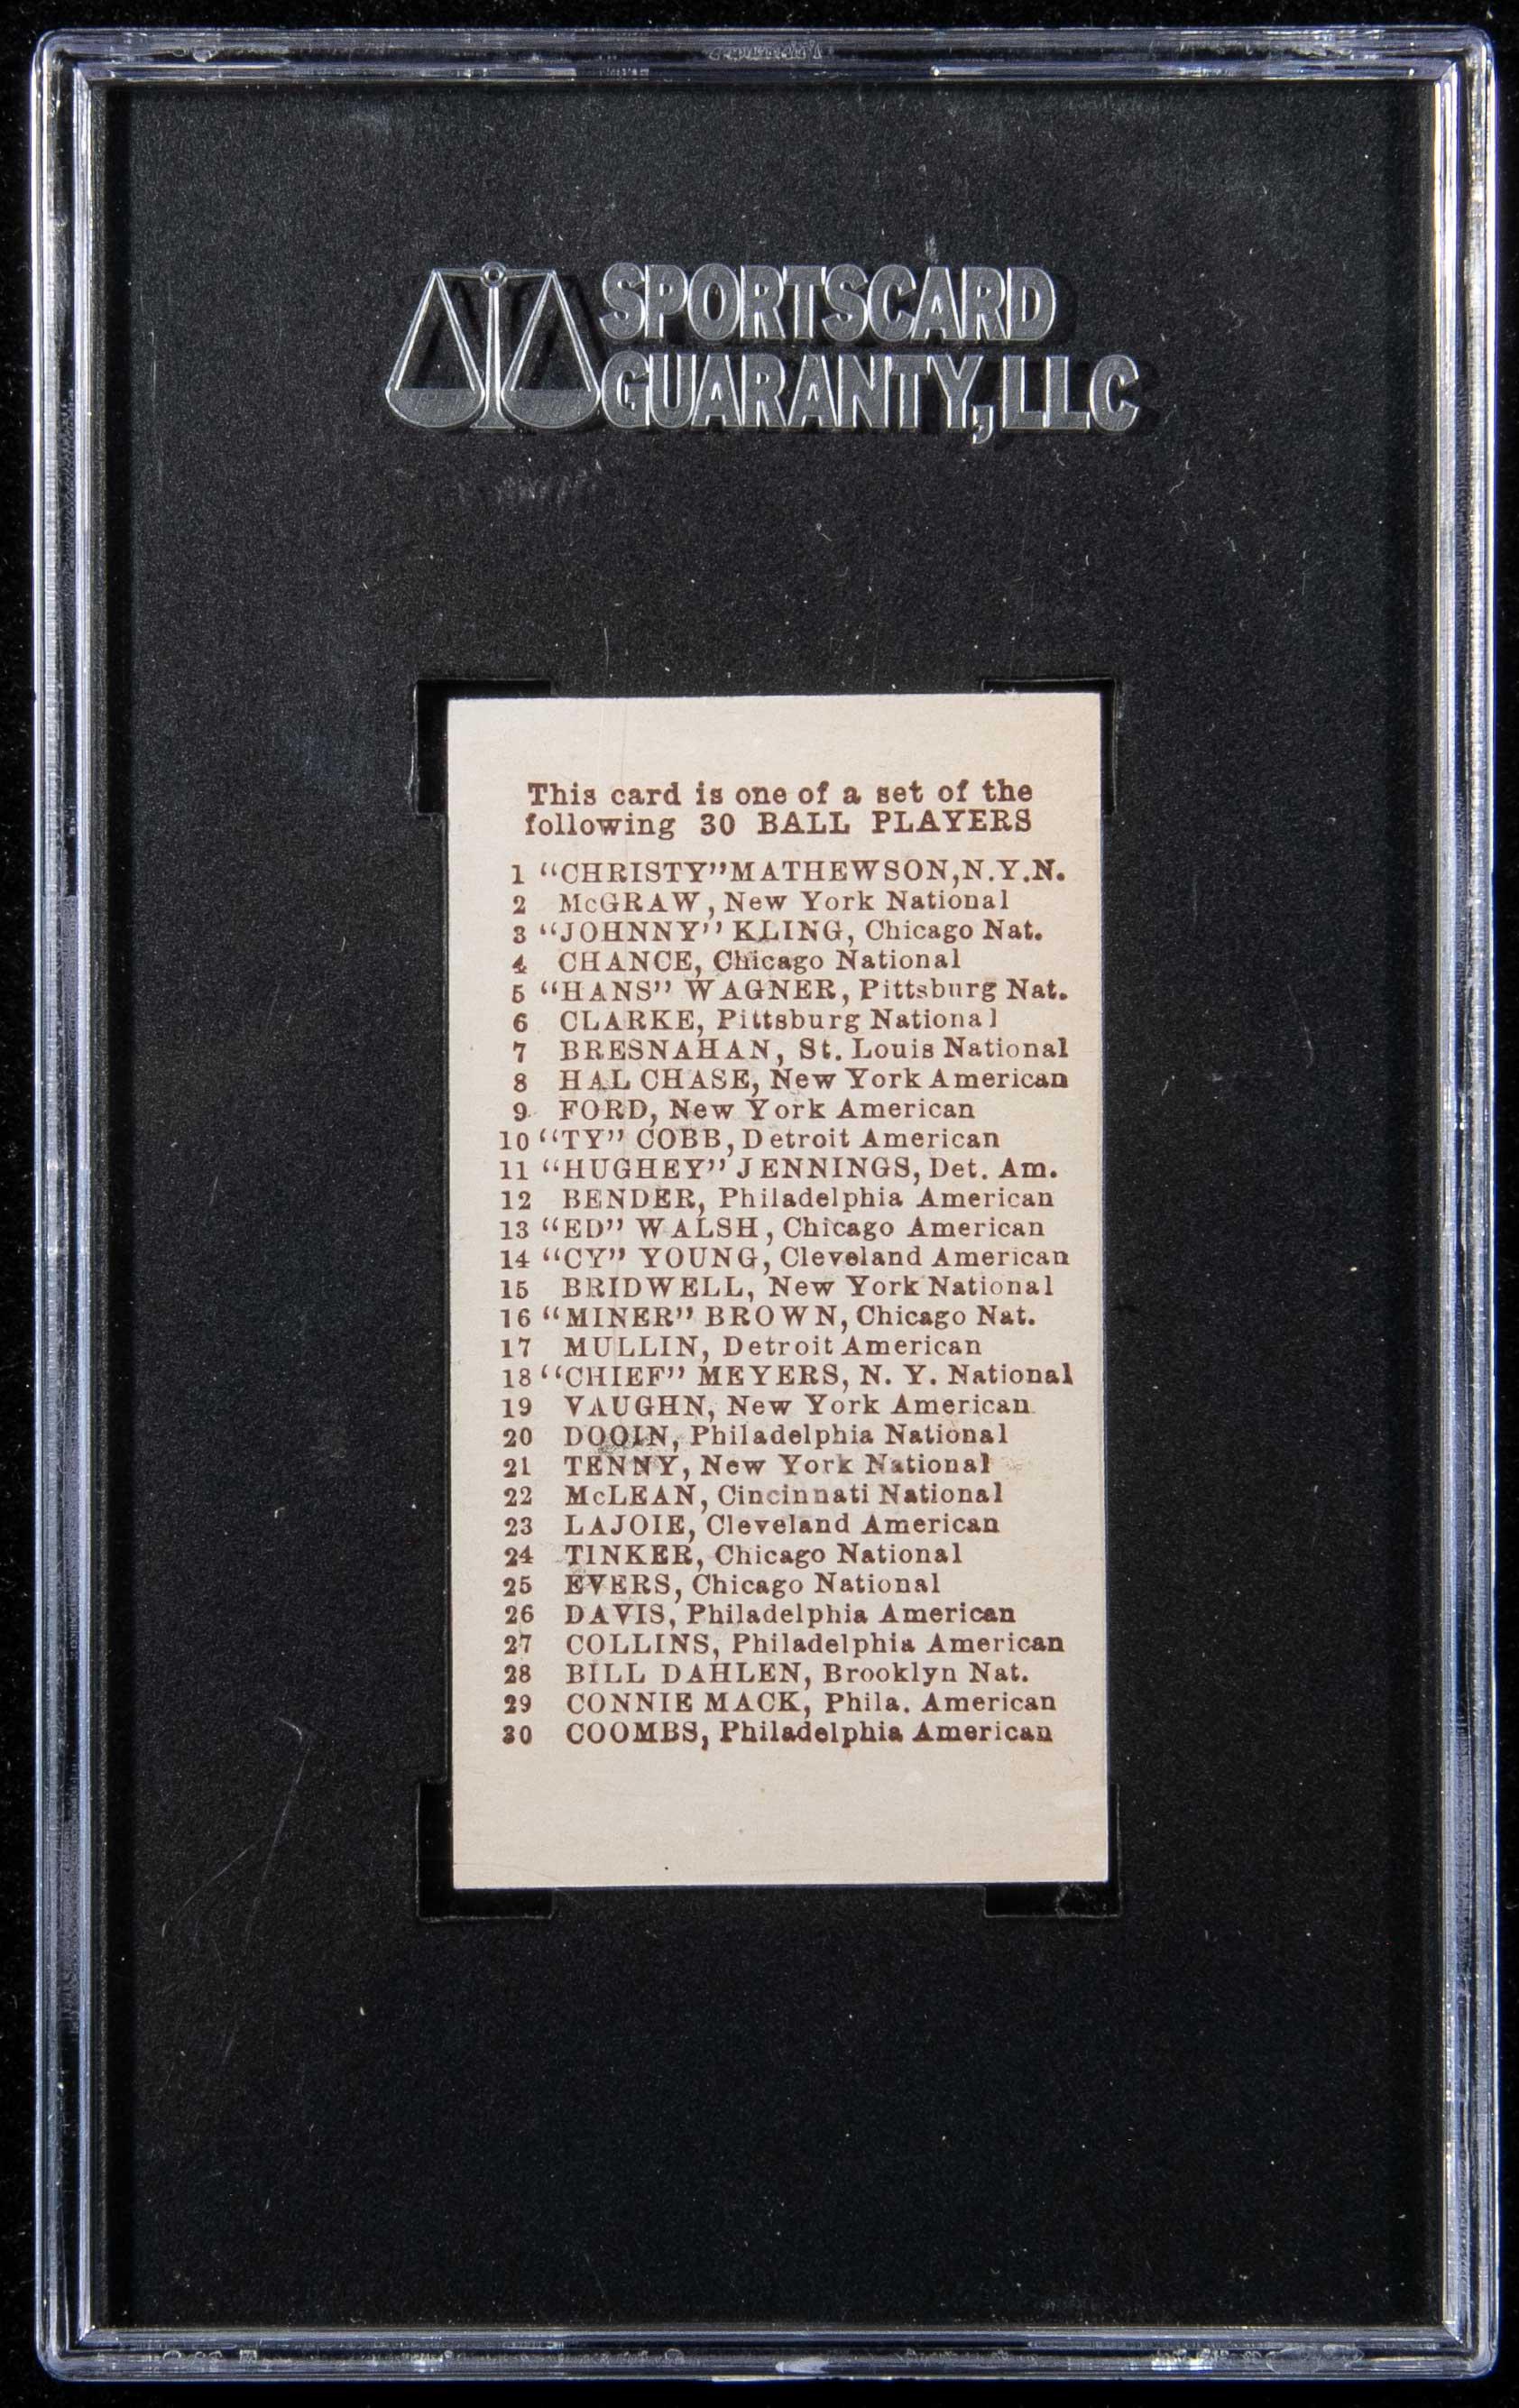 SPORTSCARD
GUARANTY, LLC
This card is one of a set of the
following 30 BALL PLAYERS
1 “CHRISTY” MATHEWSON, N.Y.N.
2 McGRAW, New York National
3 “JOHNNY” KLING, Chicago Nat.
4 CHANCE, Chicago National
5 “HANS” WAGNER, Pittsburg Nat.
6 CLARKE, Pittsburg National
7 BRESNAHAN, St. Louis National
8 HAL CHASE, New York American
9 FORD, New York American
10 “TY” COBB, Detroit American
11 “HUGHEY” JENNINGS, Det. Am.
12 BENDER, Philadelphia American
13 “ED” WALSH, Chicago American
14 “CY” YOUNG, Cleveland American
15 BRIDWELL, New York National
16 “MINER” BROWN, Chicago Nat.
17 MULLIN, Detroit American
18 “CHIEF” MEYERS, N. Y. National
19 VAUGHN, New York American
20 DOOIN, Philadelphia National
21 TENNY, New York National
22 McLEAN, Cincinnati National
23 LAJOIE, Cleveland American
24 TINKER, Chicago National
25 EVERS, Chicago National
26 DAVIS, Philadelphia American
27 COLLINS, Philadelphia American
28 BILL DAHLEN, Brooklyn Nat.
29 CONNIE MACK, Phila. American
30 COOMBS, Philadelphia American